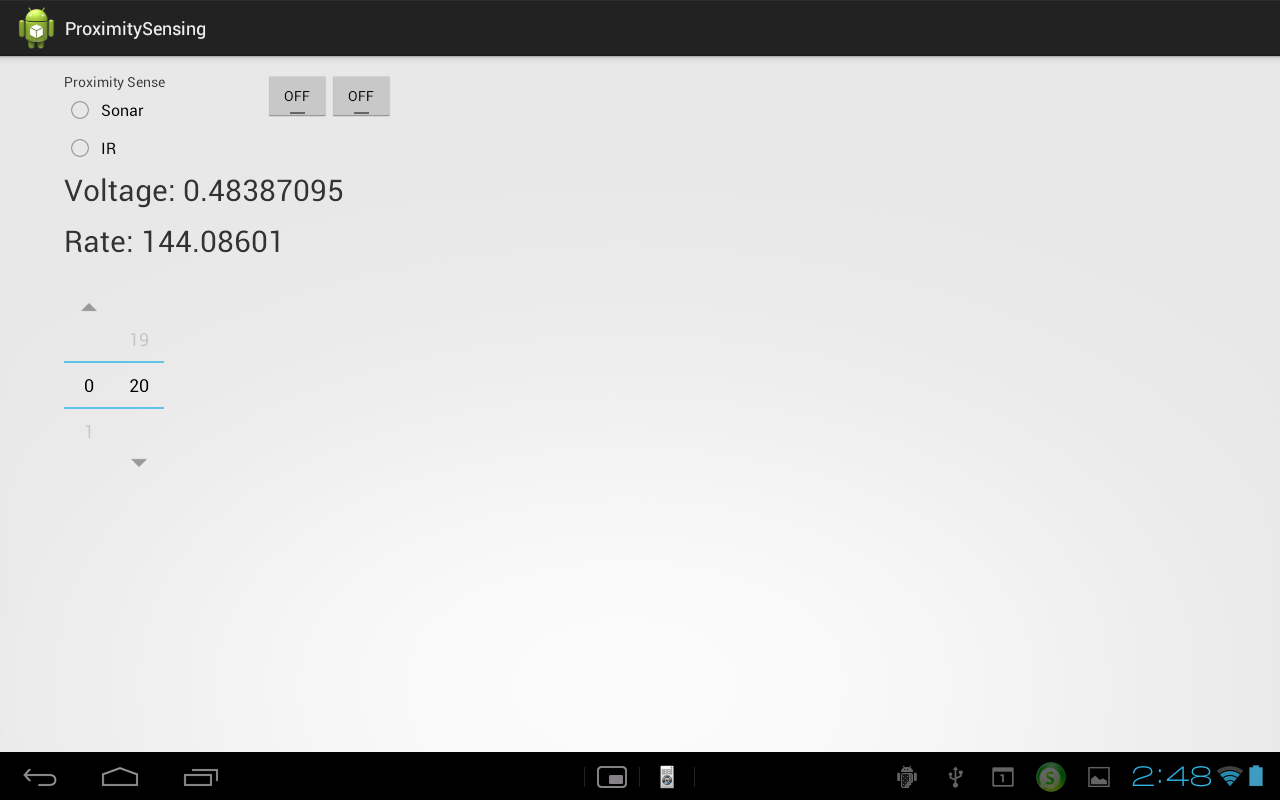 ProximitySensing
Proximity Sense
OFF OFF
Sonar
IR
Voltage: 0.48387095
Rate: 144.08601
19
0 20
1
1
S
2:48